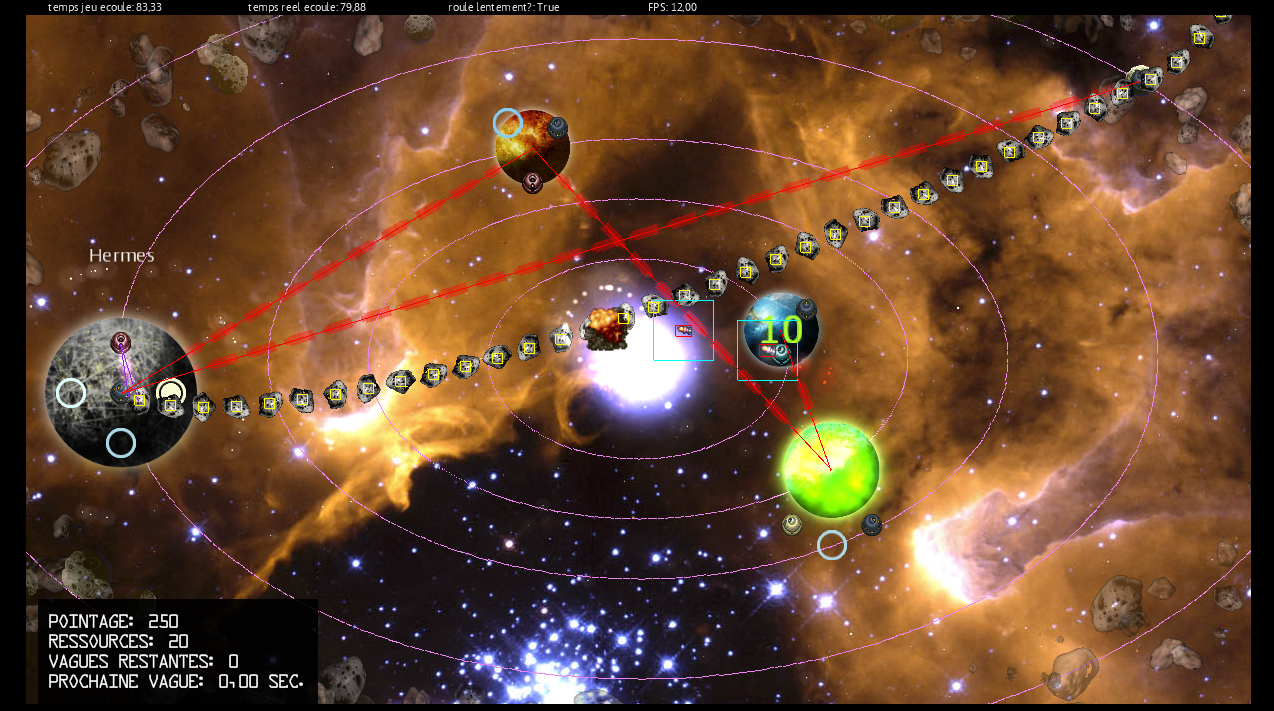 temps jeu ecoule: 83,33 temps reel ecoule: 79,88 roule lentement?: True FPS: 12,00
Hermes
10
POINTAGE: 250
RESSOURCES: 20
VAGUES RESTANTES: 0
PROCHAINE VAGUE: 0,00 SEC.